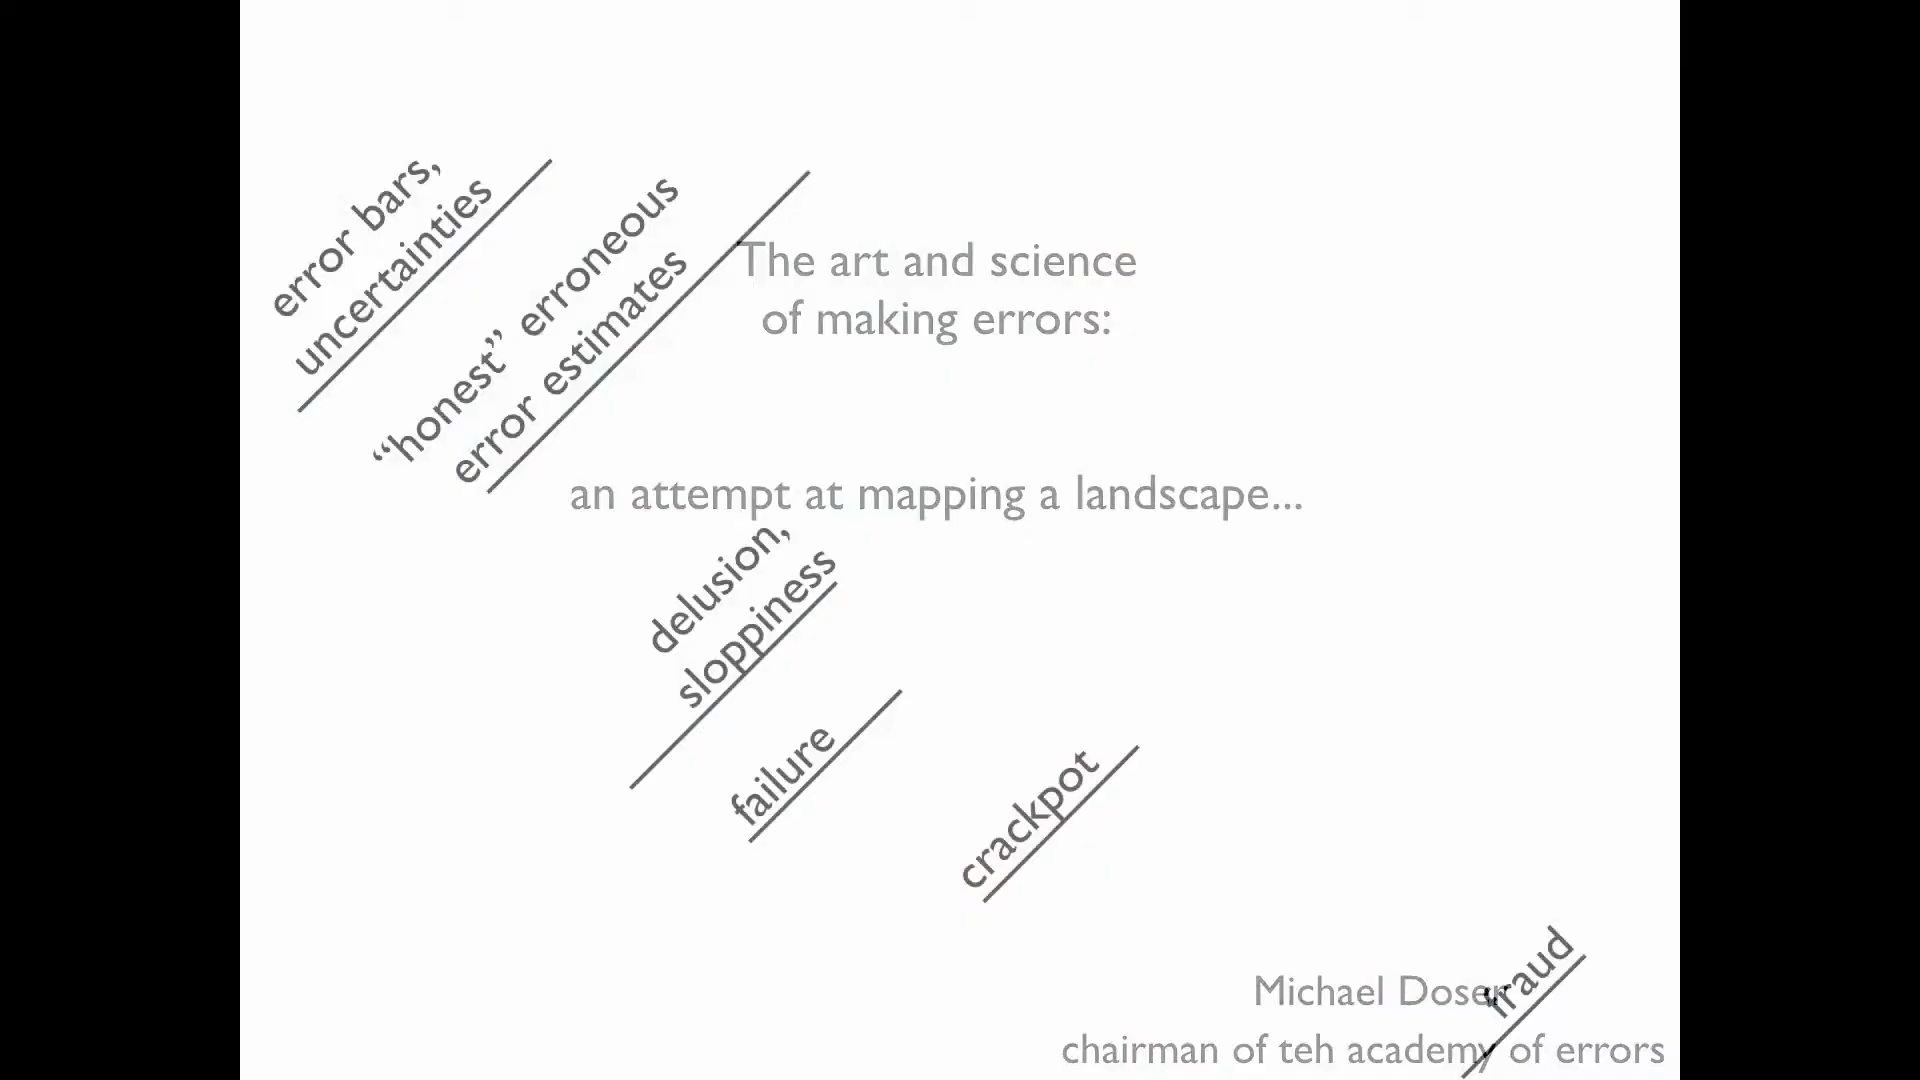 error bars,
uncertainties
“honest” erroneous
error estimates
The art and science
of making errors:
an attempt at mapping a landscape...
delusion,
sloppiness
failure
crackpot
fraud
Michael Doser
chairman of teh academy of errors